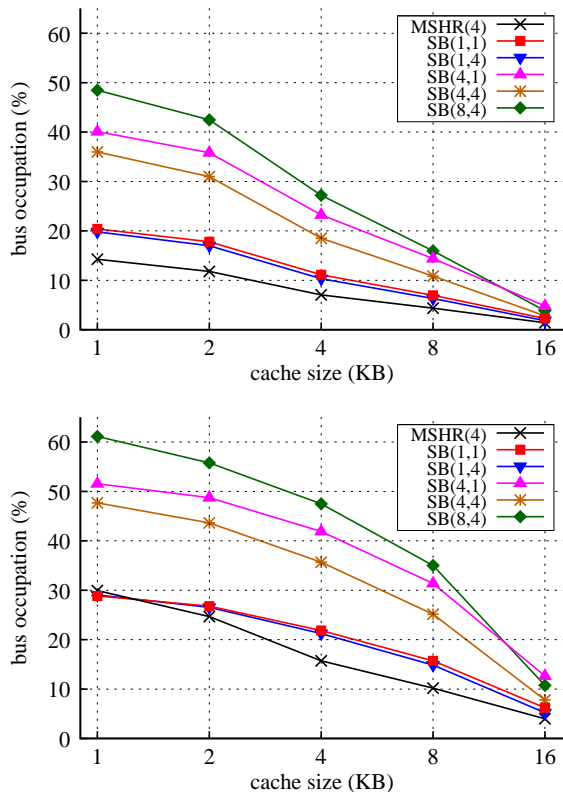 60
50
40
30
20
10
0
bus occupation (%)
MSHR(4)
SB(1,1)
SB(1,4)
SB(4,1)
SB(4,4)
SB(8,4)
1 2 4 8 16
cache size (KB)
60
50
40
30
20
10
0
bus occupation (%)
MSHR(4)
SB(1,1)
SB(1,4)
SB(4,1)
SB(4,4)
SB(8,4)
1 2 4 8 16
cache size (KB)